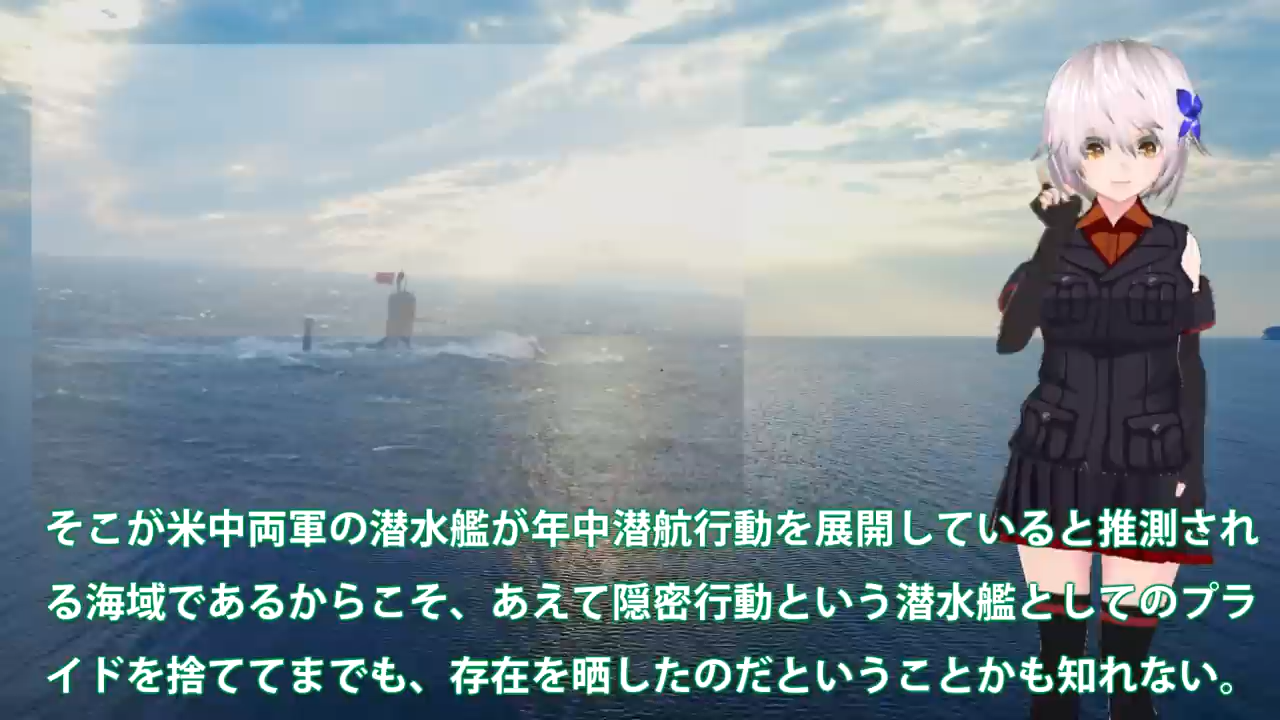 そこが米中両軍の潜水艦が年中潜航行動を展開していると推測され
る海域であるからこそ、あえて隠密行動という潜水艦としてのプラ
イドを捨ててまでも、存在を晒したのだということかも知れない。